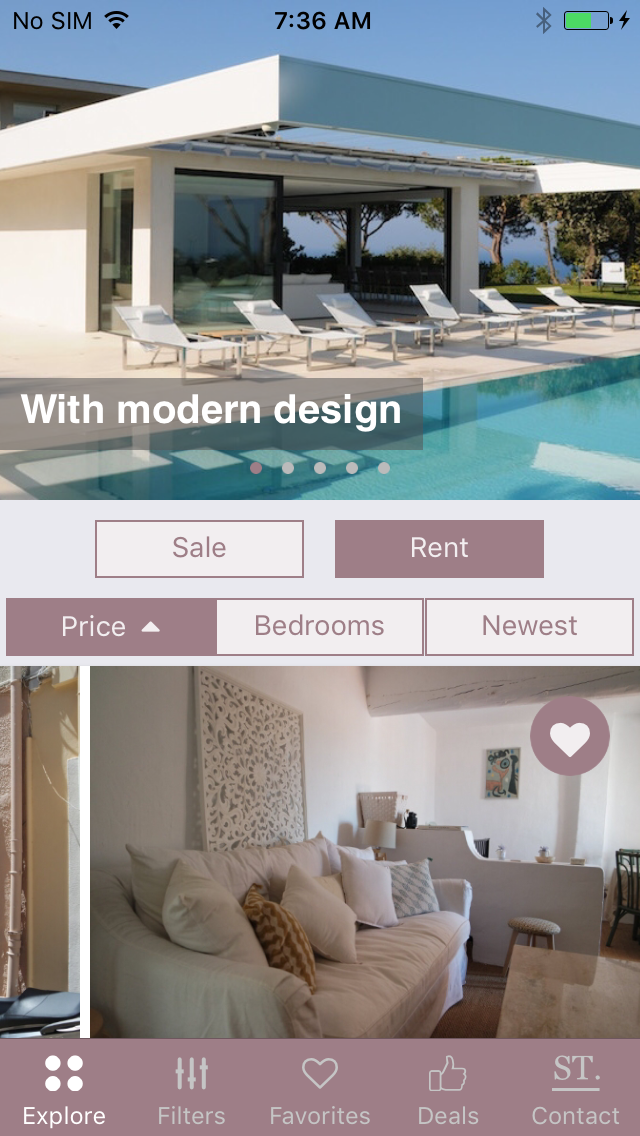 No SIM 7:36 AM
With modern design
Sale Rent
Price Bedrooms Newest
ST.
Explore Filters Favorites Deals Contact